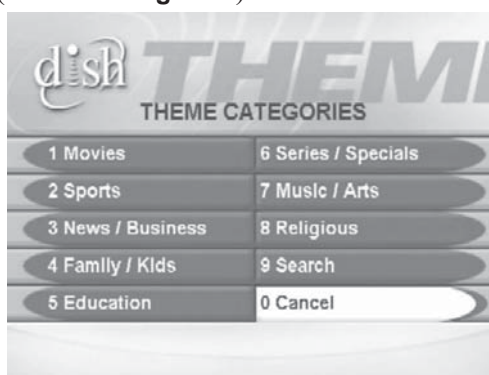 dish
THEME
THEME CATEGORIES
1 Movies
2 Sports
3 News / Business
4 Family / Kids
5 Education
6 Series / Specials
7 Music / Arts
8 Religious
9 Search
0 Cancel